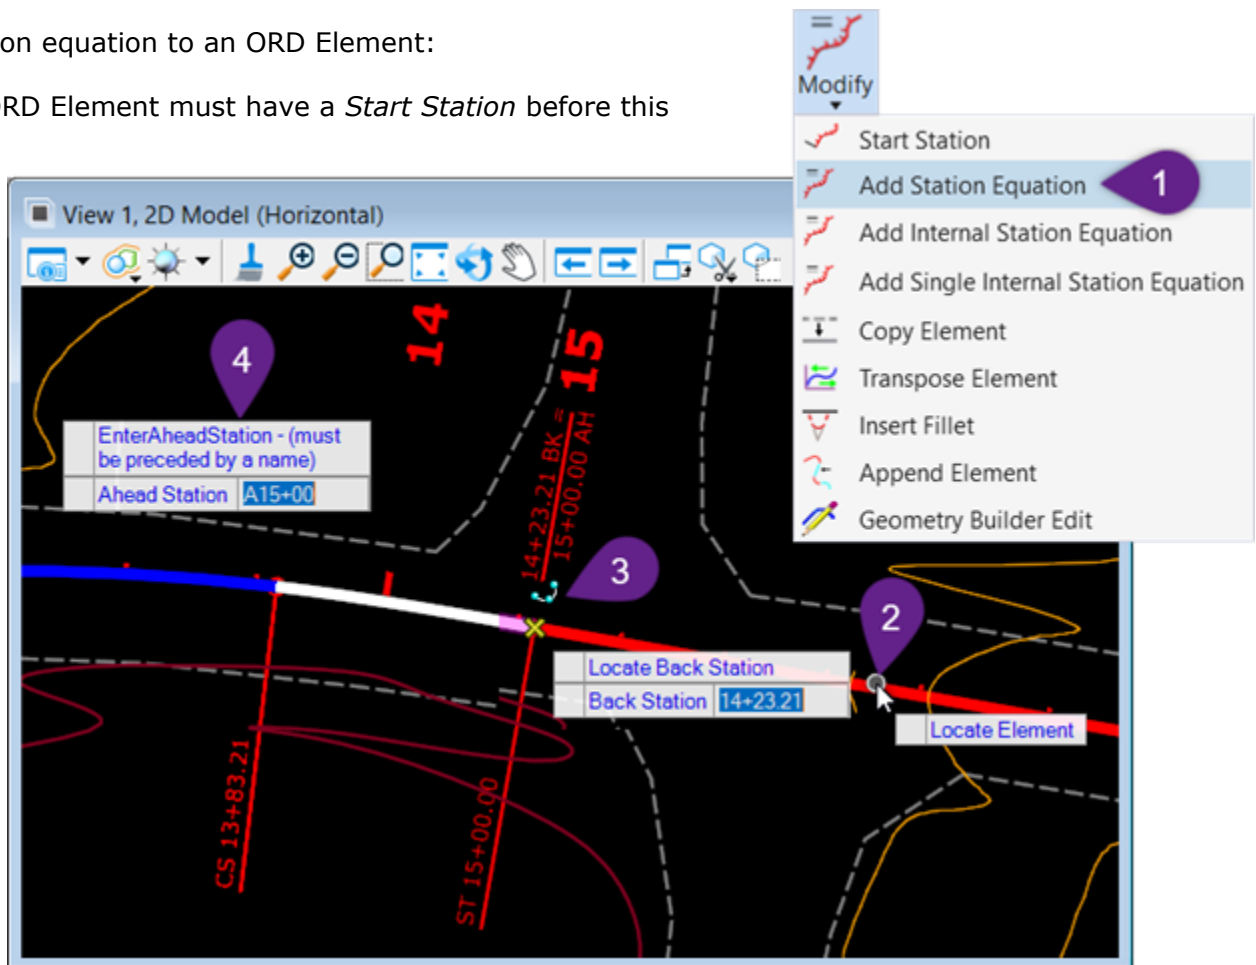 on equation to an ORD Element:
ORD Element must have a Start Station before this
Modify
Start Station
Add Station Equation
1
Add Internal Station Equation
Add Single Internal Station Equation
Copy Element
Transpose Element
Insert Fillet
Append Element
Geometry Builder Edit
View 1, 2D Model (Horizontal)
14
15
4
EnterAheadStation - (must
be preceded by a name)
Ahead Station A15+00
14+23.21 BK =
15+00.00 AH
3
2
Locate Back Station
Back Station 14+23.21
Locate Element
CS 13+83.21
ST 15+00.00